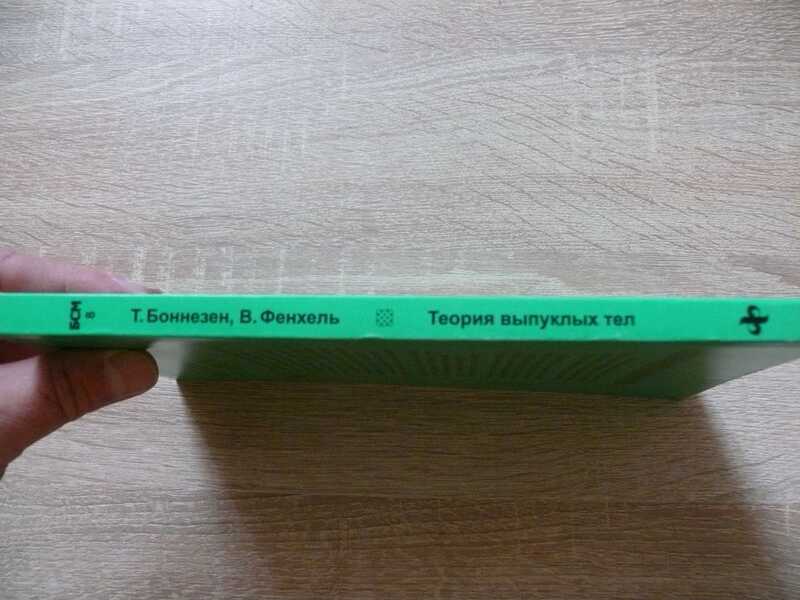 БСМ
8
Т. Боннезен, В. Фенхель
Теория выпуклых тел